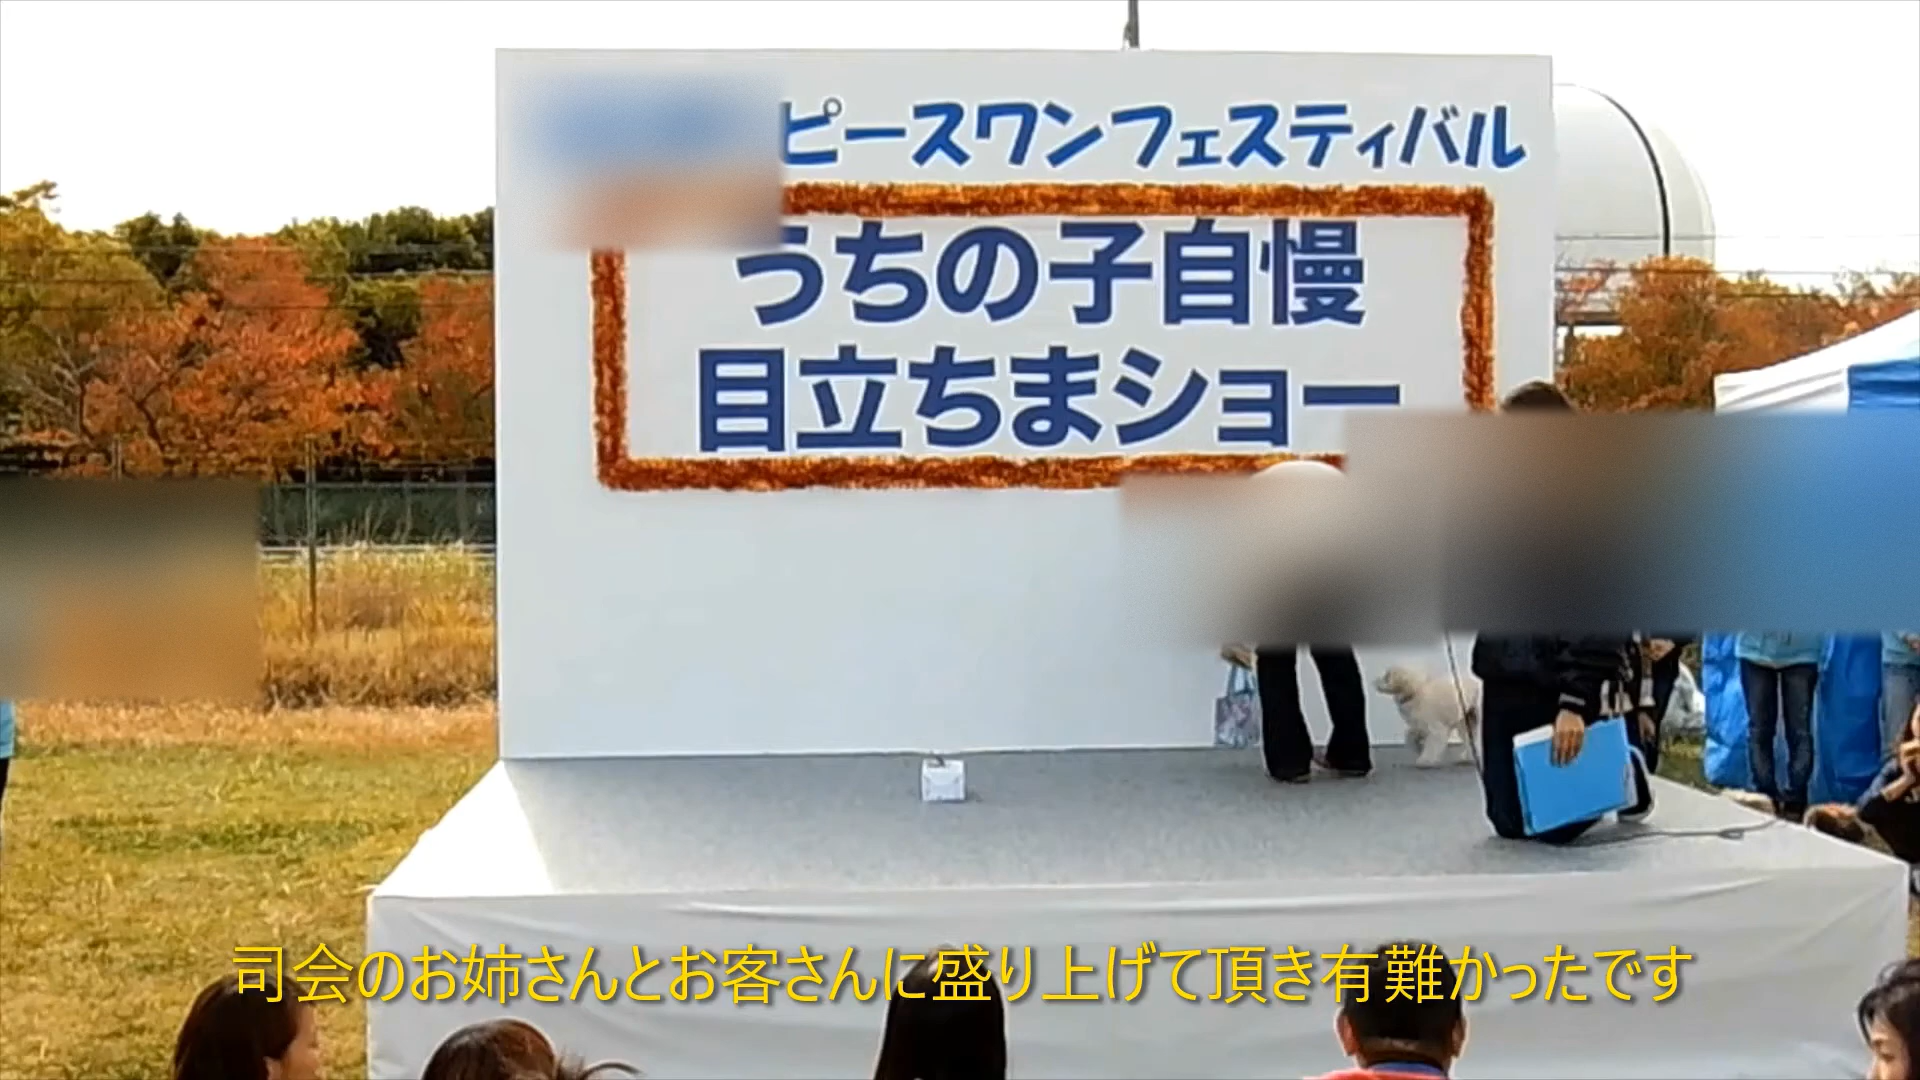 ピースワンフェスティバル
うちの子自慢
目立ちまショー
司会のお姉さんとお客さんに盛り上げて頂き有難かったです